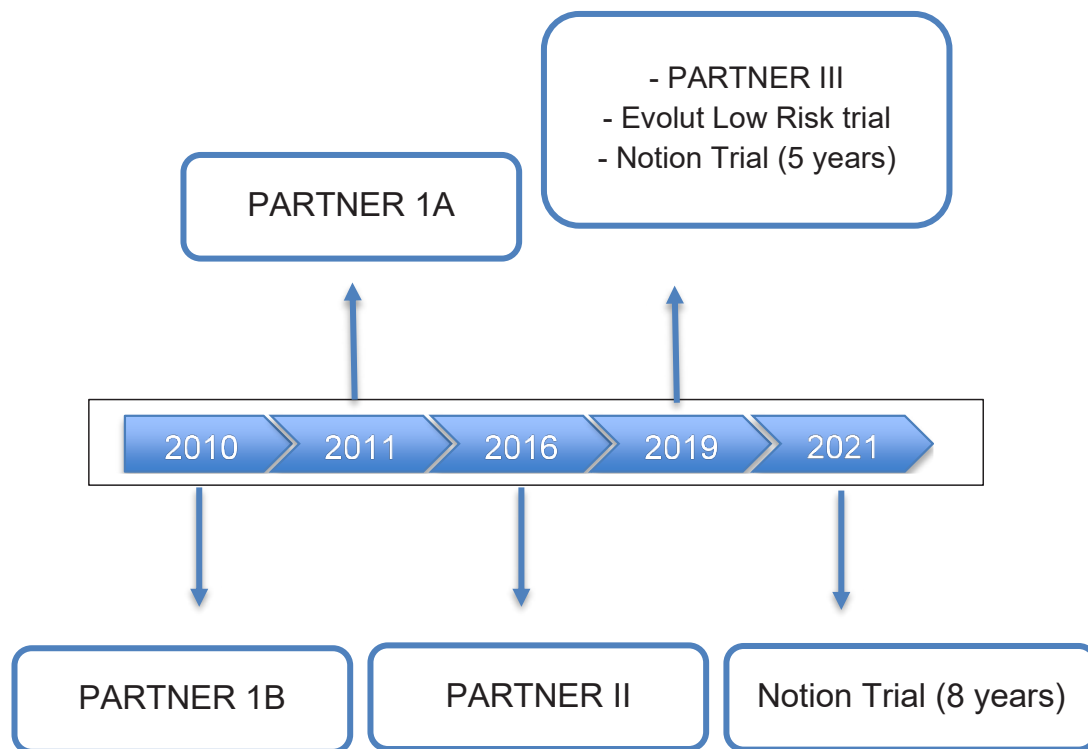 - PARTNER III
- Evolut Low Risk trial
- Notion Trial (5 years)
PARTNER 1A
2010
2011
2016
2019
2021
PARTNER 1B
PARTNER II
Notion Trial (8 years)